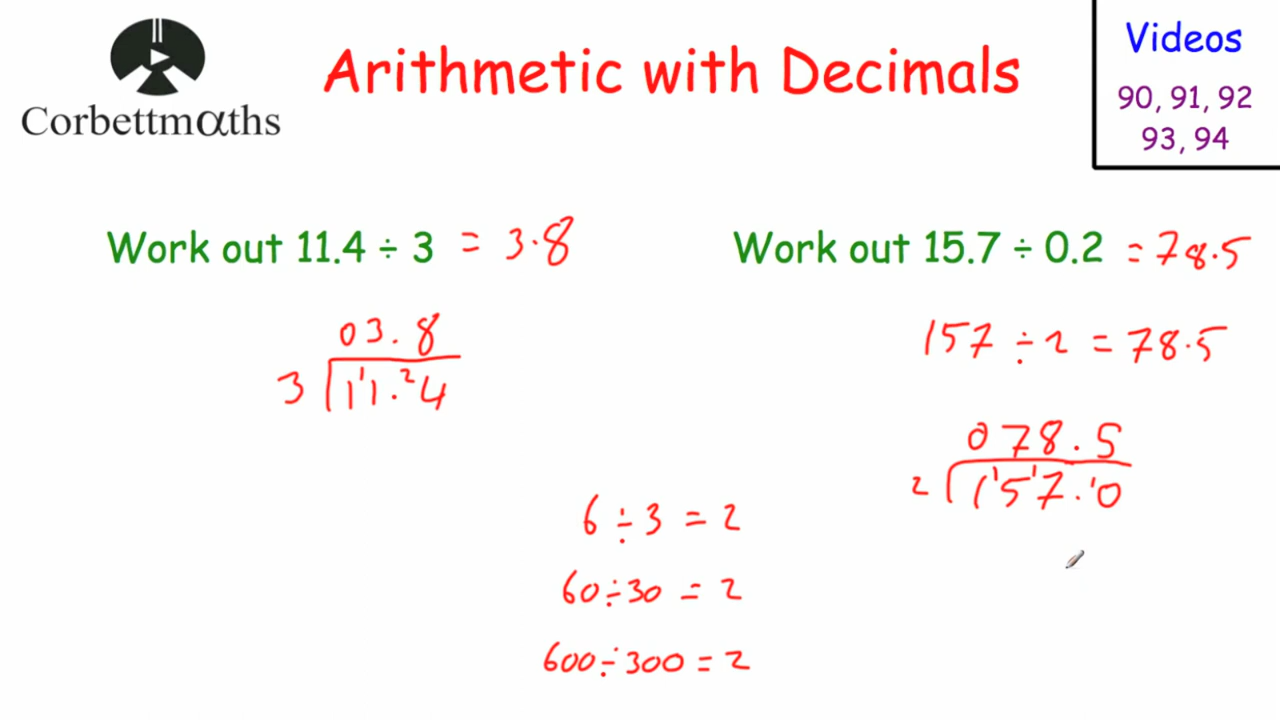 Corbettmαths
Arithmetic with Decimals
Videos
90, 91, 92
93, 94
Work out 11.4 ÷ 3 = 3.8
03.8
3 11.24
Work out 15.7 ÷ 0.2 = 78.5
157 ÷ 2 = 78.5
078.5
2 11517.10
6 ÷ 3 = 2
60 ÷ 30 = 2
600 ÷ 300 = 2